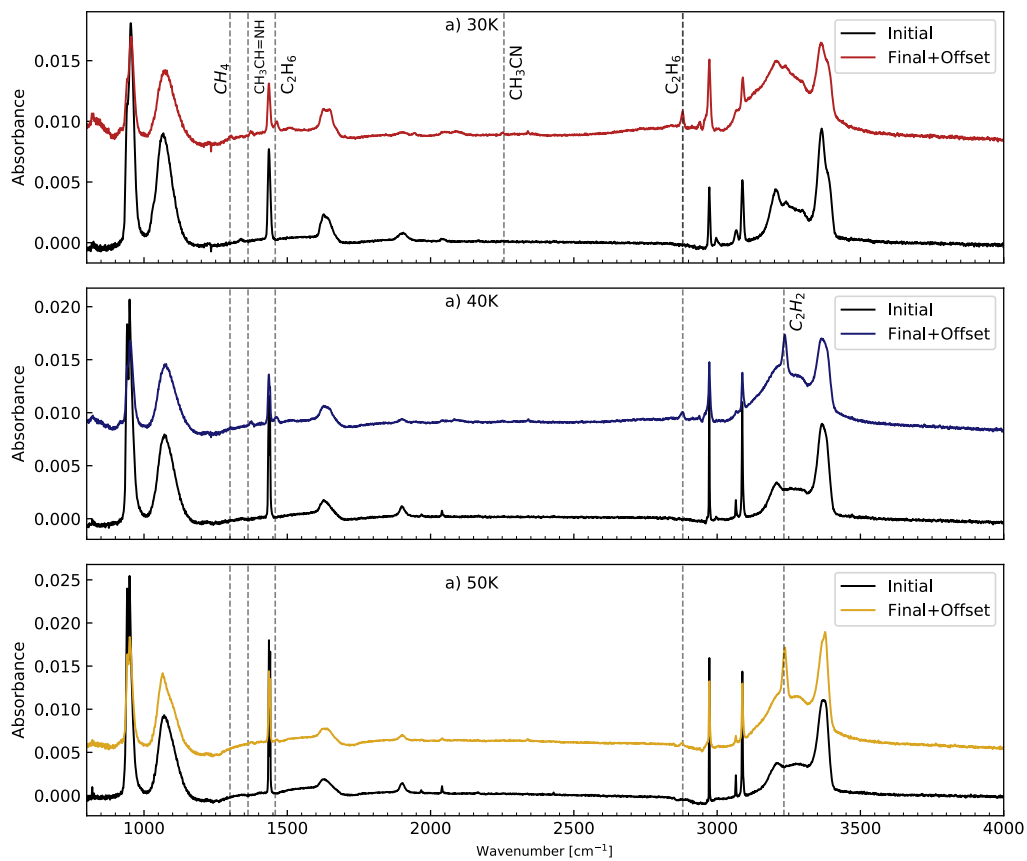 a) 30K
Initial
Final+Offset
CH₄
CH₃CH=NH
C₂H₆
CH₃CN
C₂H₆
Absorbance
0.015
0.010
0.005
0.000
a) 40K
Initial
Final+Offset
C₂H₂
Absorbance
0.020
0.015
0.010
0.005
0.000
a) 50K
Initial
Final+Offset
Absorbance
0.025
0.020
0.015
0.010
0.005
0.000
1000 1500 2000 2500 3000 3500 4000
Wavenumber [cm⁻¹]